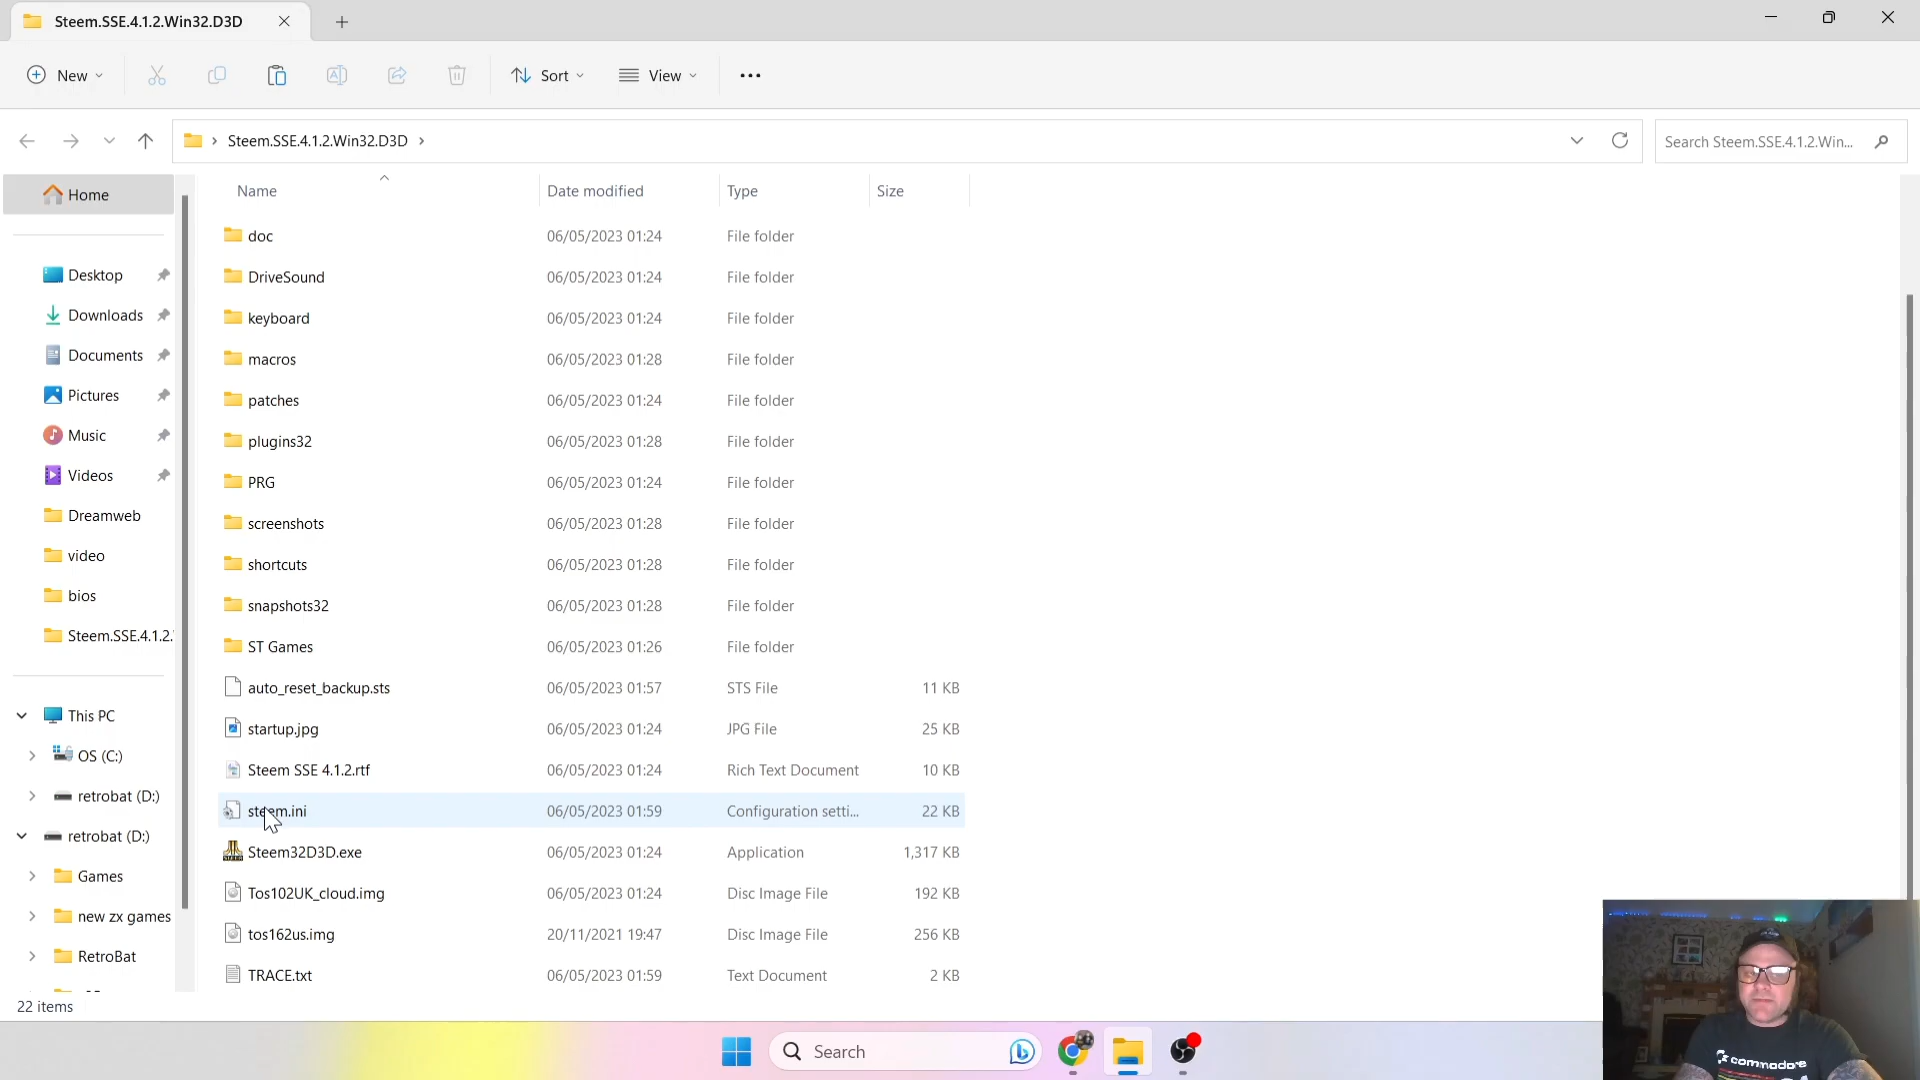 Steem.SSE.4.1.2.Win32.D3D
New
Sort
View
Steem.SSE.4.1.2.Win32.D3D
Search Steem.SSE.4.1.2.Win...
Home
Desktop
Downloads
Documents
Pictures
Music
Videos
Dreamweb
video
bios
Steem.SSE.4.1.2.
This PC
OS (C:)
retrobat (D:)
retrobat (D:)
Games
new zx games
RetroBat
Name Date modified Type Size
doc 06/05/2023 01:24 File folder
DriveSound 06/05/2023 01:24 File folder
keyboard 06/05/2023 01:24 File folder
macros 06/05/2023 01:28 File folder
patches 06/05/2023 01:24 File folder
plugins32 06/05/2023 01:28 File folder
PRG 06/05/2023 01:24 File folder
screenshots 06/05/2023 01:28 File folder
shortcuts 06/05/2023 01:28 File folder
snapshots32 06/05/2023 01:28 File folder
ST Games 06/05/2023 01:26 File folder
auto_reset_backup.sts 06/05/2023 01:57 STS File 11 KB
startup.jpg 06/05/2023 01:24 JPG File 25 KB
Steem SSE 4.1.2.rtf 06/05/2023 01:24 Rich Text Document 10 KB
steem.ini 06/05/2023 01:59 Configuration setti... 22 KB
Steem32D3D.exe 06/05/2023 01:24 Application 1,317 KB
Tos102UK_cloud.img 06/05/2023 01:24 Disc Image File 192 KB
tos162us.img 20/11/2021 19:47 Disc Image File 256 KB
TRACE.txt 06/05/2023 01:59 Text Document 2 KB
22 items
Search
commodore